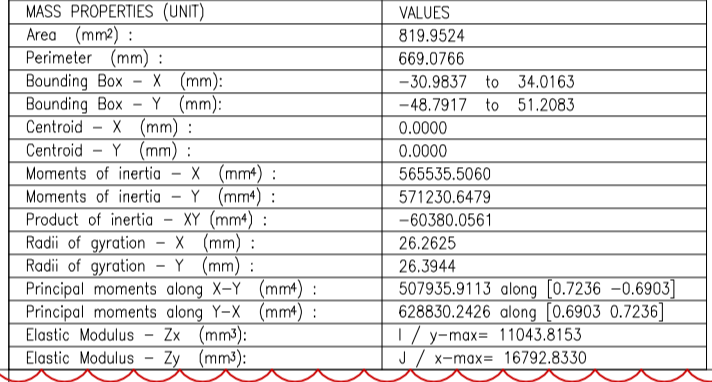 MASS PROPERTIES (UNIT) VALUES
Area (mm²) : 819.9524
Perimeter (mm) : 669.0766
Bounding Box – X (mm): –30.9837 to 34.0163
Bounding Box – Y (mm): –48.7917 to 51.2083
Centroid – X (mm) : 0.0000
Centroid – Y (mm) : 0.0000
Moments of inertia – X (mm⁴) : 565535.5060
Moments of inertia – Y (mm⁴) : 571230.6479
Product of inertia – XY (mm⁴) : –60380.0561
Radii of gyration – X (mm) : 26.2625
Radii of gyration – Y (mm) : 26.3944
Principal moments along X–Y (mm⁴) : 507935.9113 along [0.7236 –0.6903]
Principal moments along Y–X (mm⁴) : 628830.2426 along [0.6903 0.7236]
Elastic Modulus – Zx (mm³): I / y–max= 11043.8153
Elastic Modulus – Zy (mm³): J / x–max= 16792.8330